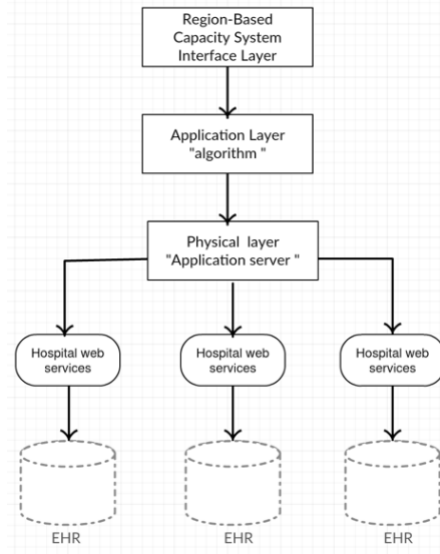 Region-Based
Capacity System
Interface Layer
Application Layer
"algorithm "
Physical layer
"Application server "
Hospital web
services
Hospital web
services
Hospital web
services
EHR
EHR
EHR